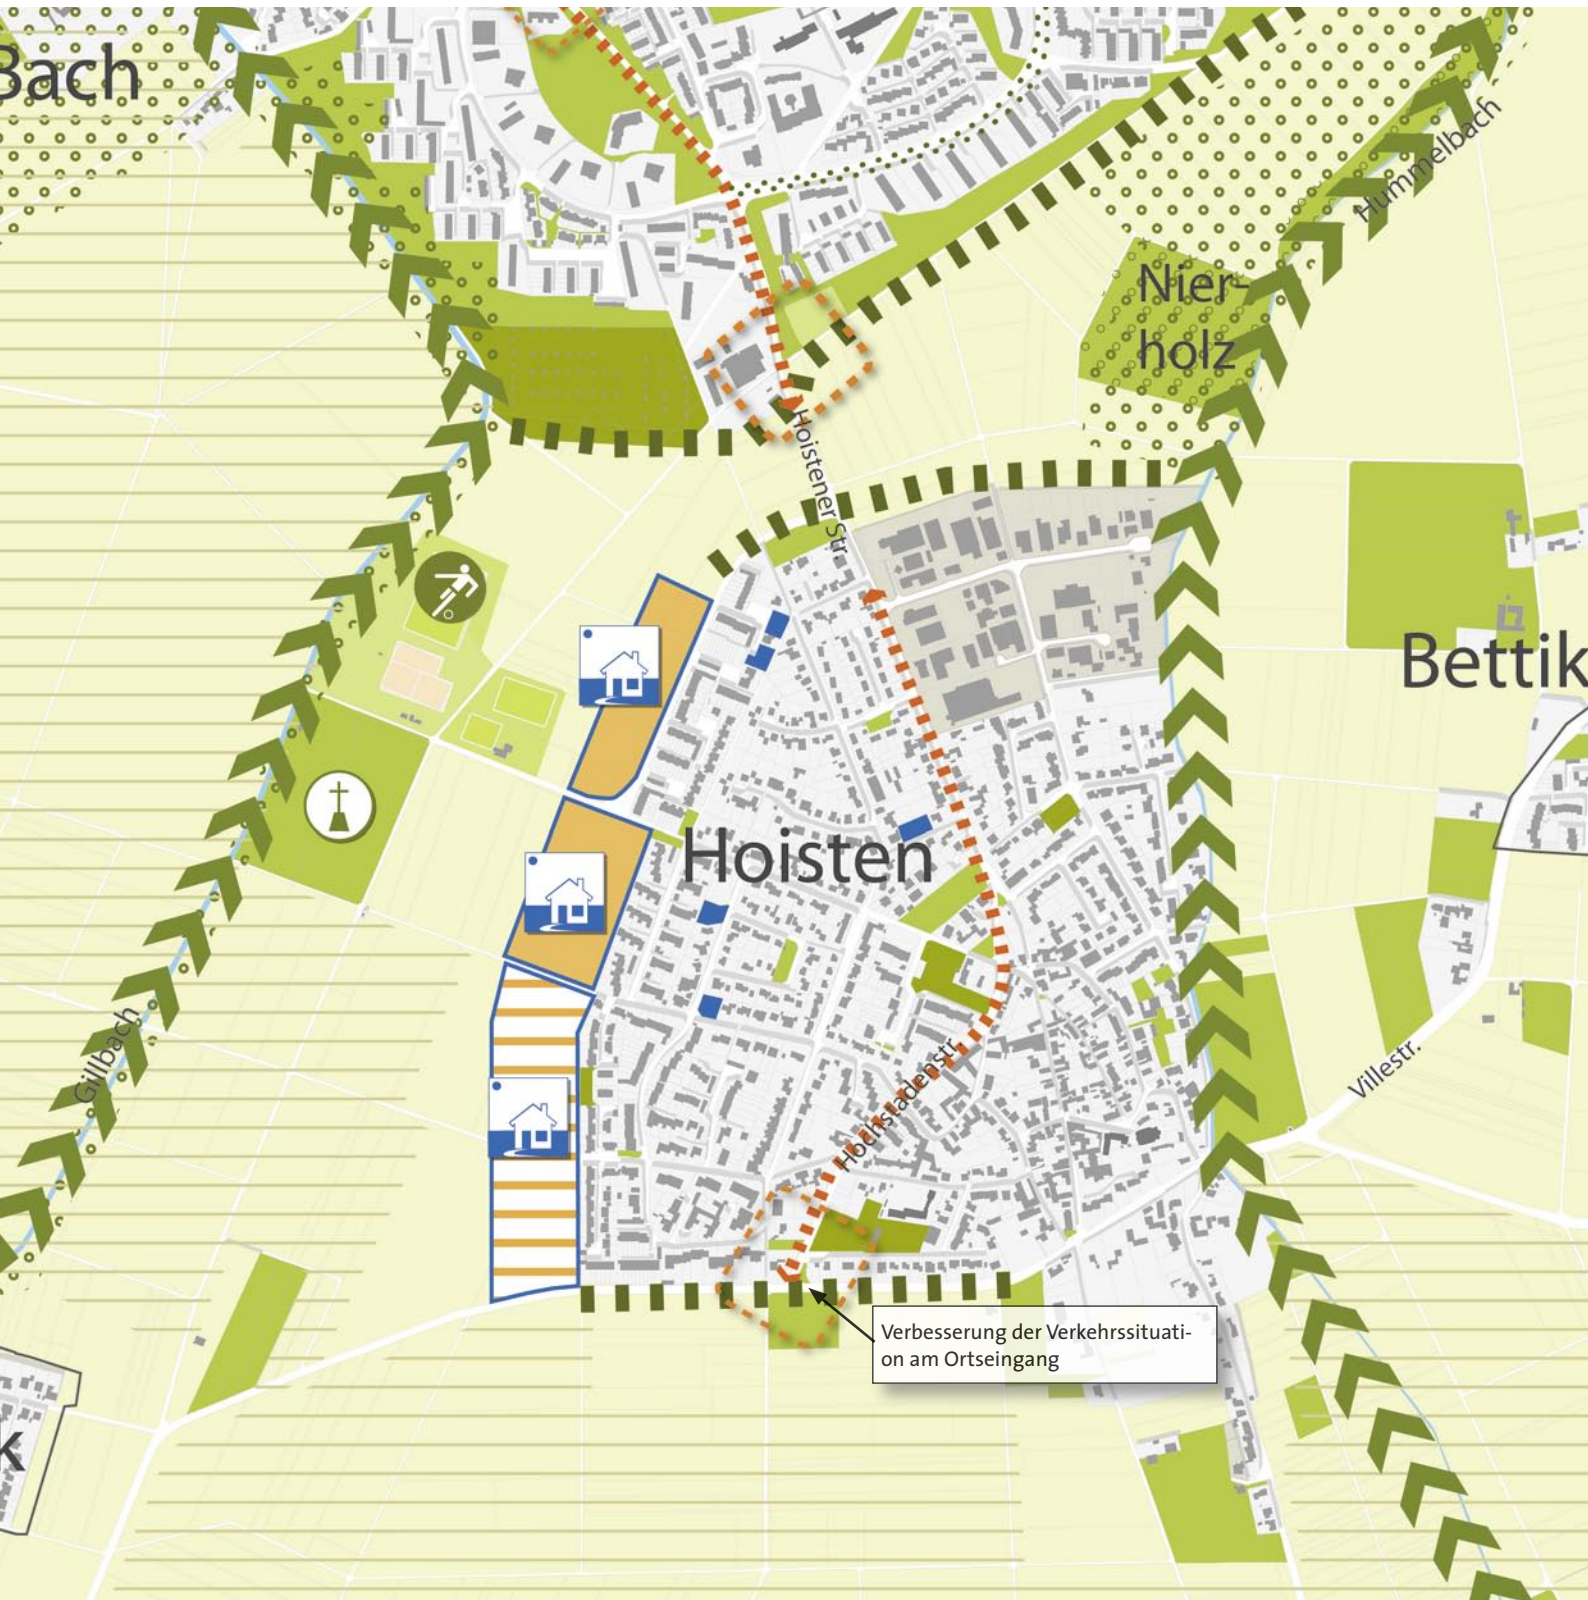 Bach
Hummelbach
Nier-
holz
Hoistener Str.
Bettik
Hoisten
Gillbach
Hochstadenstr.
Villestr.
Verbesserung der Verkehrssituati-
on am Ortseingang
k